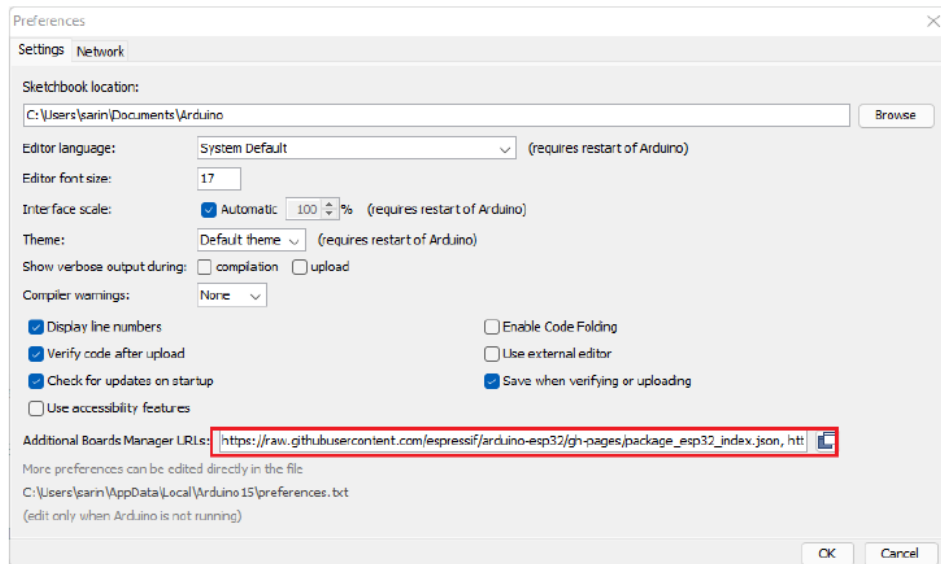 Preferences
Settings Network
Sketchbook location:
C:\Users\sarin\Documents\Arduino Browse
Editor language: System Default (requires restart of Arduino)
Editor font size: 17
Interface scale: Automatic 100 % (requires restart of Arduino)
Theme: Default theme (requires restart of Arduino)
Show verbose output during: compilation upload
Compiler warnings: None
Display line numbers Enable Code Folding
Verify code after upload Use external editor
Check for updates on startup Save when verifying or uploading
Use accessibility features
Additional Boards Manager URLs: https://raw.githubusercontent.com/espressif/arduino-esp32/gh-pages/package_esp32_index.json, htt
More preferences can be edited directly in the file
C:\Users\sarin\AppData\Local\Arduino15\preferences.txt
(edit only when Arduino is not running)
OK Cancel